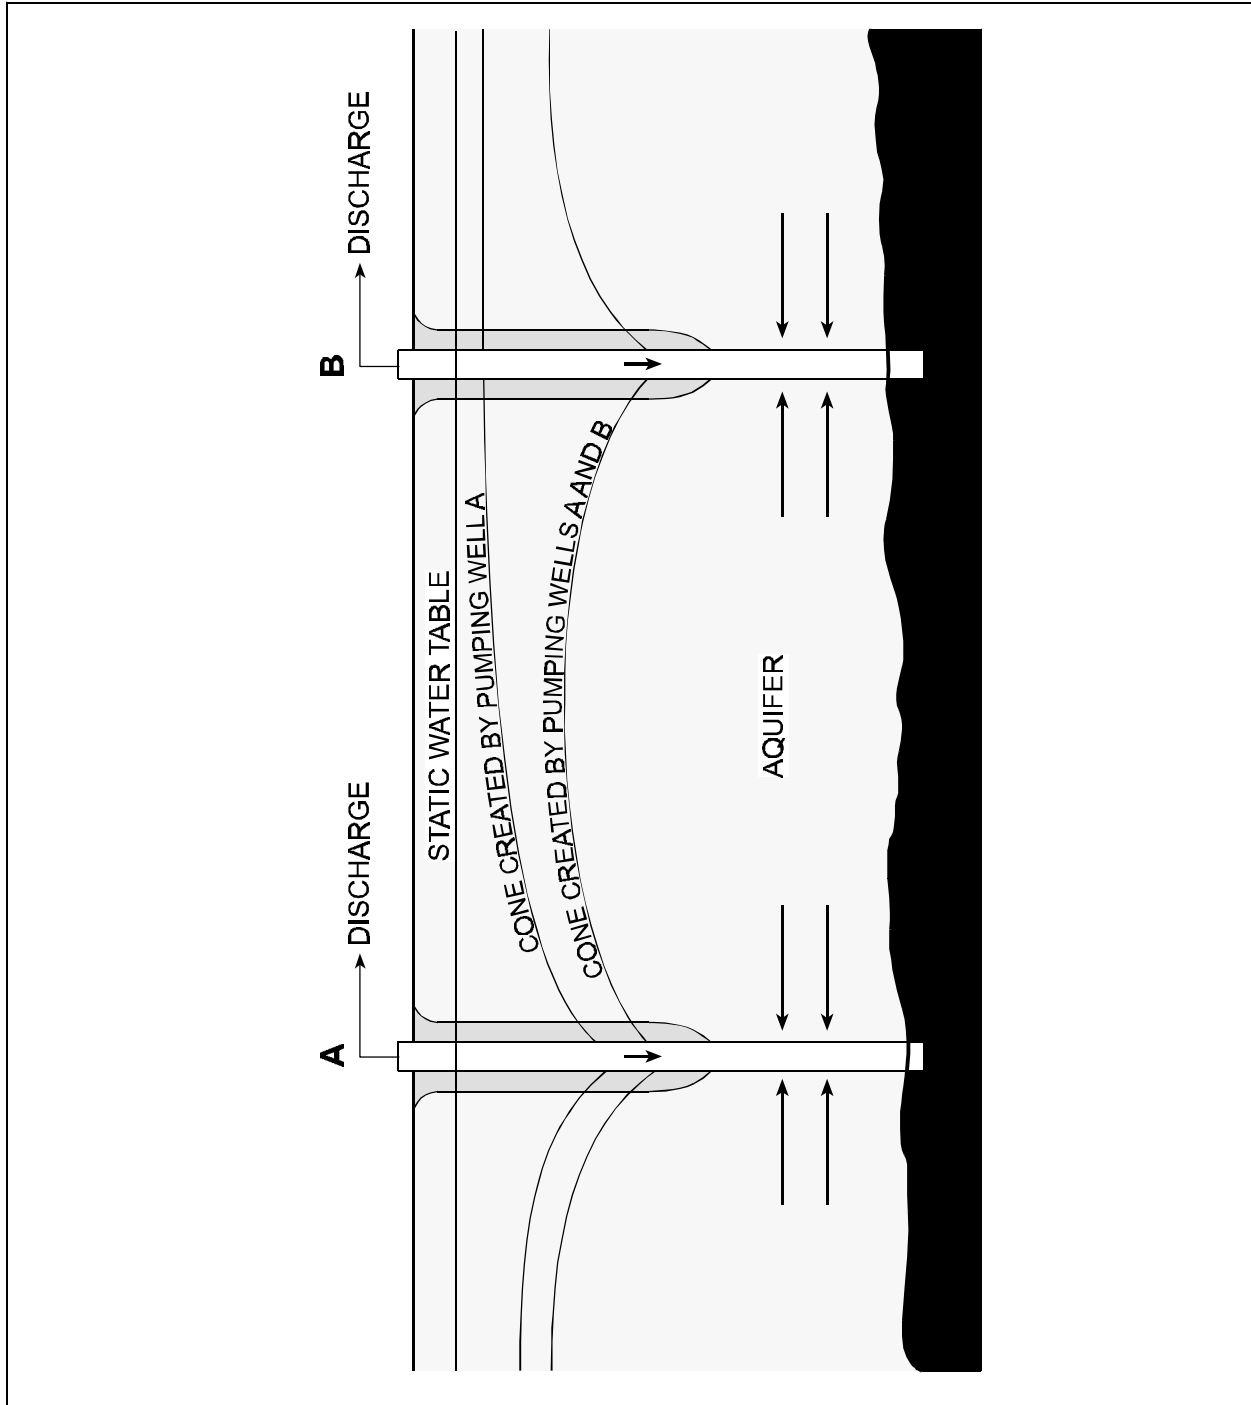 A
DISCHARGE
B
DISCHARGE
STATIC WATER TABLE
CONE CREATED BY PUMPING WELL A
CONE CREATED BY PUMPING WELLS A AND B
AQUIFER